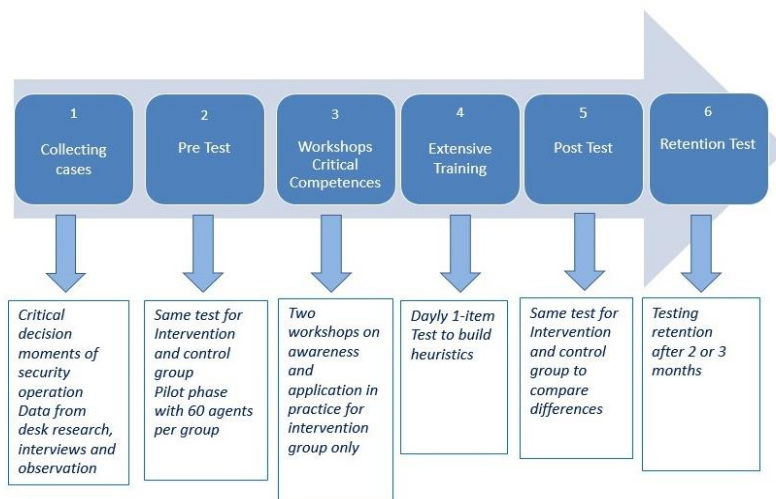 1
Collecting
cases
2
Pre Test
3
Workshops
Critical
Competences
4
Extensive
Training
5
Post Test
6
Retention Test
Critical
decision
moments of
security
operation
Data from
desk research,
interviews and
observation
Same test for
Intervention
and control
group
Pilot phase
with 60 agents
per group
Two
workshops on
awareness
and
application in
practice for
intervention
group only
Dayly 1-item
Test to build
heuristics
Same test for
Intervention
and control
group to
compare
differences
Testing
retention
after 2 or 3
months